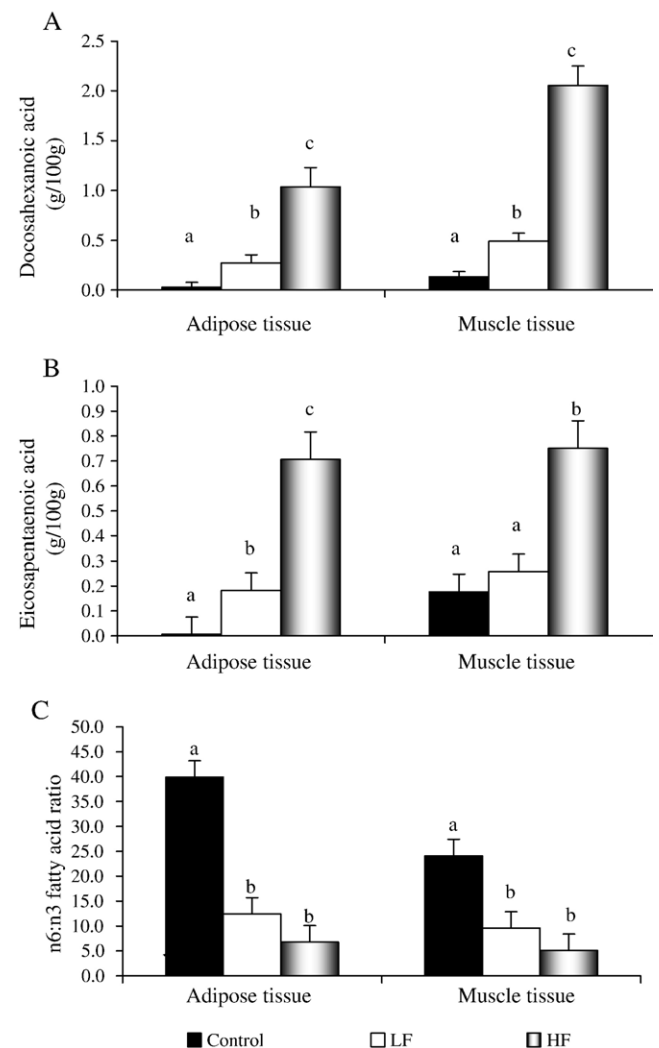 A
Docosahexanoic acid
(g/100g)
2.5
2.0
1.5
1.0
0.5
0.0
a
b
c
a
b
c
Adipose tissue
Muscle tissue
B
Eicosapentaenoic acid
(g/100g)
1.0
0.9
0.8
0.7
0.6
0.5
0.4
0.3
0.2
0.1
0.0
a
b
c
a
a
b
Adipose tissue
Muscle tissue
C
n6:n3 fatty acid ratio
50.0
45.0
40.0
35.0
30.0
25.0
20.0
15.0
10.0
5.0
0.0
a
b
b
a
b
b
Adipose tissue
Muscle tissue
Control
LF
HF